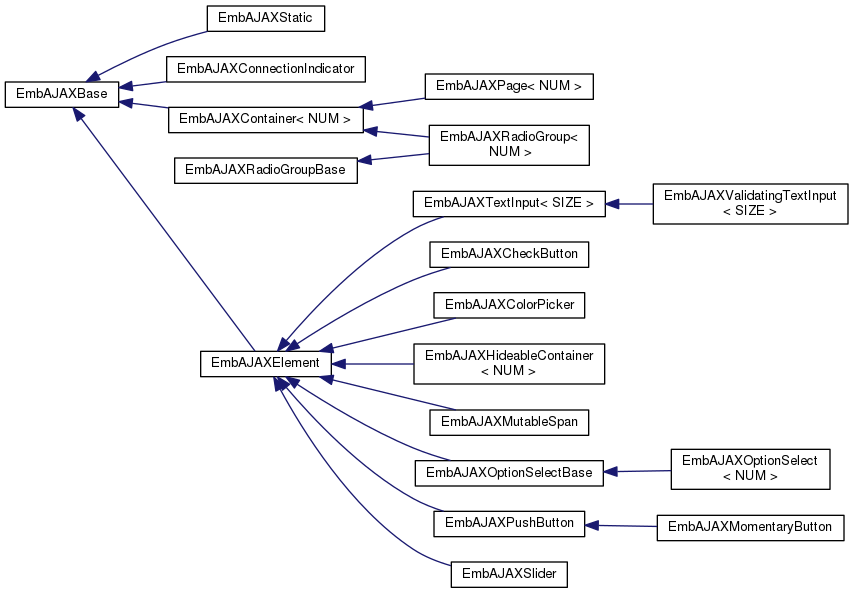 EmbAJAXStatic
EmbAJAXConnectionIndicator
EmbAJAXBase
EmbAJAXPage< NUM >
EmbAJAXContainer< NUM >
EmbAJAXRadioGroup<
NUM >
EmbAJAXRadioGroupBase
EmbAJAXTextInput< SIZE >
EmbAJAXValidatingTextInput
< SIZE >
EmbAJAXCheckButton
EmbAJAXColorPicker
EmbAJAXElement
EmbAJAXHideableContainer
< NUM >
EmbAJAXMutableSpan
EmbAJAXOptionSelectBase
EmbAJAXOptionSelect
< NUM >
EmbAJAXPushButton
EmbAJAXMomentaryButton
EmbAJAXSlider